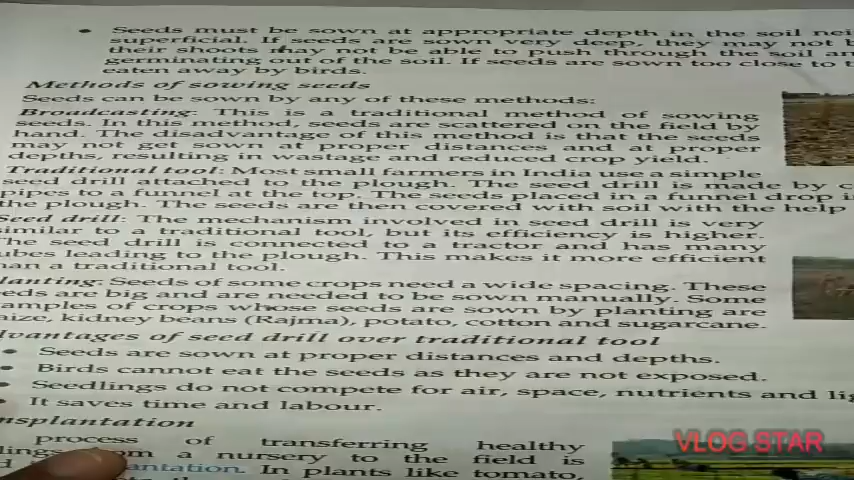 • Seeds must be sown at appropriate depth in the soil nei
superficial. If seeds are sown very deep, they may not b
their shoots may not be able to push through the soil an
germinating out of the soil. If seeds are sown too close to t
eaten away by birds.
Methods of sowing seeds
Seeds can be sown by any of these methods:
Broadcasting: This is a traditional method of sowing
seeds. In this method, seeds are scattered on the field by
hand. The disadvantage of this method is that the seeds
may not get sown at proper distances and at proper
depths, resulting in wastage and reduced crop yield.
Traditional tool: Most small farmers in India use a simple
seed drill attached to the plough. The seed drill is made by c
pipes to a funnel at the top. The seeds placed in a funnel drop i
the plough. The seeds are then covered with soil with the help
Seed drill: The mechanism involved in seed drill is very
similar to a traditional tool, but its efficiency is higher.
The seed drill is connected to a tractor and has many
ubes leading to the plough. This makes it more efficient
han a traditional tool.
lanting: Seeds of some crops need a wide spacing. These
eds are big and are needed to be sown manually. Some
amples of crops whose seeds are sown by planting are
aize, kidney beans (Rajma), potato, cotton and sugarcane.
dvantages of seed drill over traditional tool
• Seeds are sown at proper distances and depths.
• Birds cannot eat the seeds as they are not exposed.
• Seedlings do not compete for air, space, nutrients and lig
• It saves time and labour.
nsplantation
process of transferring healthy
lings from a nursery to the field is
antation. In plants like tomato,
VLOG STAR